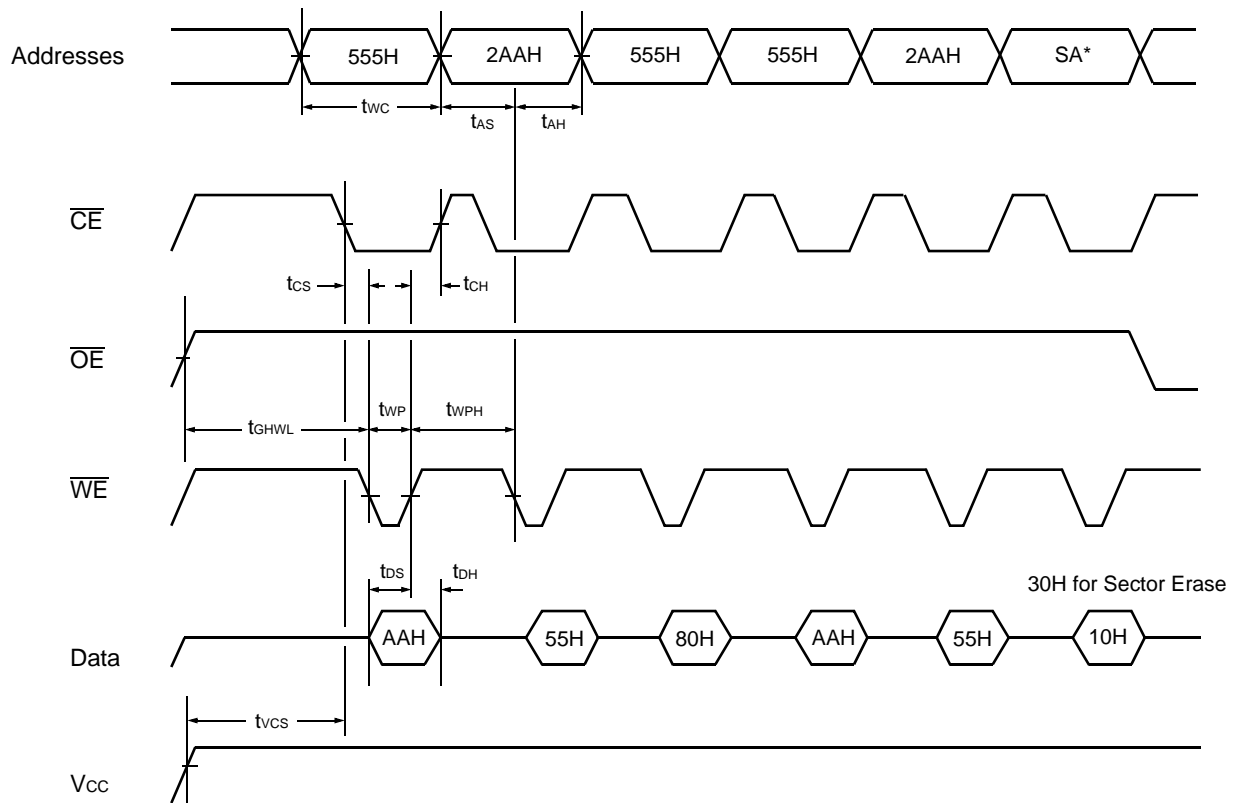 Addresses 555H 2AAH 555H 555H 2AAH SA*
tWC tAS tAH
CE
tCS tCH
OE
tGHWL tWP tWPH
WE
tDS tDH
30H for Sector Erase
Data AAH 55H 80H AAH 55H 10H
tVCS
VCC